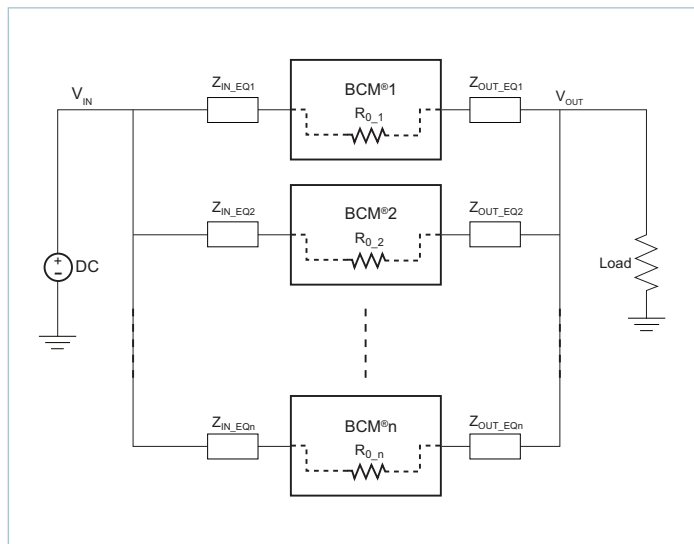 V_IN
Z_IN_EQ1
BCM®1
R_0_1
Z_OUT_EQ1
V_OUT
Z_IN_EQ2
BCM®2
R_0_2
Z_OUT_EQ2
+
-
DC
Load
Z_IN_EQn
BCM®n
R_0_n
Z_OUT_EQn